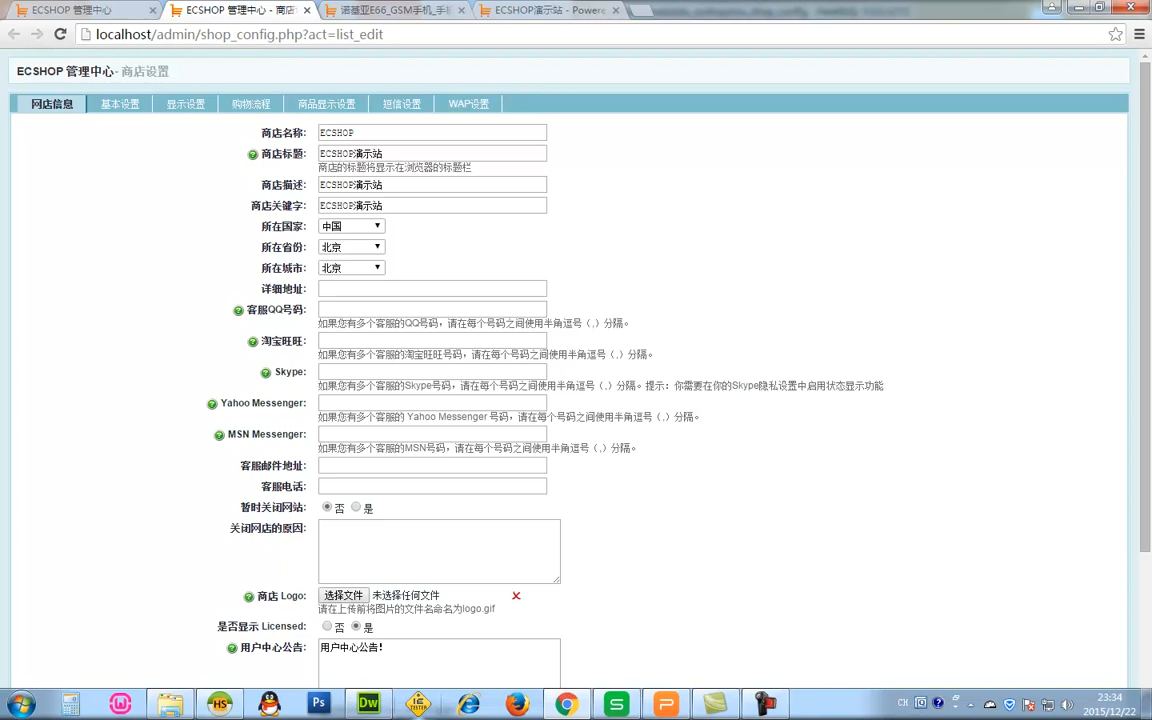 ECSHOP 管理中心
ECSHOP 管理中心 - 商店
诺基亚E66_GSM手机_手
ECSHOP演示站 - Power
localhost/admin/shop_config.php?act=list_edit
ECSHOP 管理中心- 商店设置
网店信息 基本设置 显示设置 购物流程 商品显示设置 短信设置 WAP设置
商店名称: ECSHOP
商店标题: ECSHOP演示站
商店的标题将显示在浏览器的标题栏
商店描述: ECSHOP演示站
商店关键字: ECSHOP演示站
所在国家: 中国
所在省份: 北京
所在城市: 北京
详细地址:
客服QQ号码:
如果您有多个客服的QQ号码，请在每个号码之间使用半角逗号（,）分隔。
淘宝旺旺:
如果您有多个客服的淘宝旺旺号码，请在每个号码之间使用半角逗号（,）分隔。
Skype:
如果您有多个客服的Skype号码，请在每个号码之间使用半角逗号（,）分隔。提示：你需要在你的Skype隐私设置中启用状态显示功能
Yahoo Messenger:
如果您有多个客服的 Yahoo Messenger 号码，请在每个号码之间使用半角逗号（,）分隔。
MSN Messenger:
如果您有多个客服的MSN号码，请在每个号码之间使用半角逗号（,）分隔。
客服邮件地址:
客服电话:
暂时关闭网站: 否 是
关闭网店的原因:
商店 Logo: 选择文件 未选择任何文件
请在上传前将图片的文件名命名为logo.gif
是否显示 Licensed: 否 是
用户中心公告: 用户中心公告!
HS
Ps
Dw
IE
TESTER
S
P
CH
23:34
2015/12/22